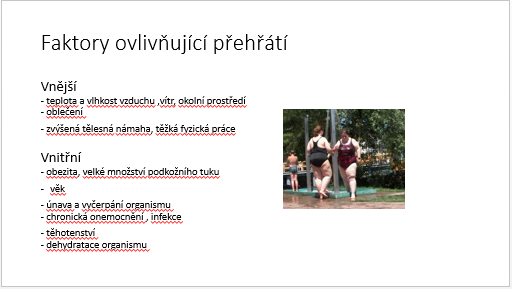 Faktory ovlivňující přehřátí
Vnější
- teplota a vlhkost vzduchu ,vítr, okolní prostředí
- oblečení
- zvýšená tělesná námaha, těžká fyzická práce
Vnitřní
- obezita, velké množství podkožního tuku
- věk
- únava a vyčerpání organismu
- chronická onemocnění , infekce
- těhotenství
- dehydratace organismu